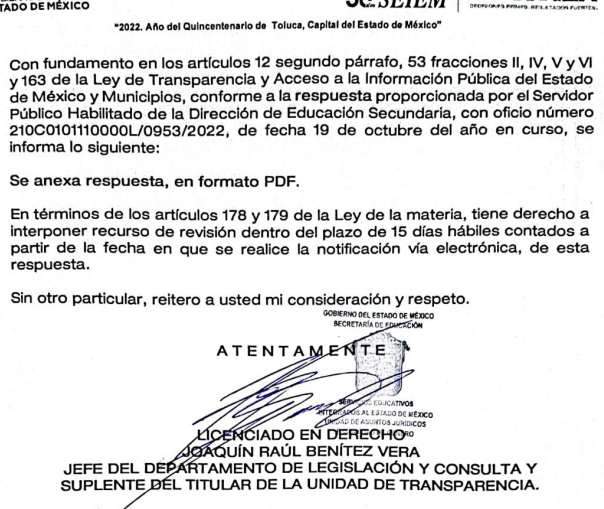 TADO DE MÉXICO
SEIEM
DECISIONES FIRMES, RESULTADOS FUERTES.
"2022. Año del Quincentenario de Toluca, Capital del Estado de México"
Con fundamento en los artículos 12 segundo párrafo, 53 fracciones II, IV, V y VI
y 163 de la Ley de Transparencia y Acceso a la Información Pública del Estado
de México y Municipios, conforme a la respuesta proporcionada por el Servidor
Público Habilitado de la Dirección de Educación Secundaria, con oficio número
210C0101110000L/0953/2022, de fecha 19 de octubre del año en curso, se
informa lo siguiente:
Se anexa respuesta, en formato PDF.
En términos de los artículos 178 y 179 de la Ley de la materia, tiene derecho a
interponer recurso de revisión dentro del plazo de 15 días hábiles contados a
partir de la fecha en que se realice la notificación vía electrónica, de esta
respuesta.
Sin otro particular, reitero a usted mi consideración y respeto.
GOBIERNO DEL ESTADO DE MÉXICO
SECRETARÍA DE EDUCACIÓN
ATENTAMENTE
SERVICIOS EDUCATIVOS
INTEGRADOS AL ESTADO DE MÉXICO
UNIDAD DE ASUNTOS JURIDICOS
LICENCIADO EN DERECHO
JOAQUÍN RAÚL BENÍTEZ VERA
JEFE DEL DEPARTAMENTO DE LEGISLACIÓN Y CONSULTA Y
SUPLENTE DEL TITULAR DE LA UNIDAD DE TRANSPARENCIA.